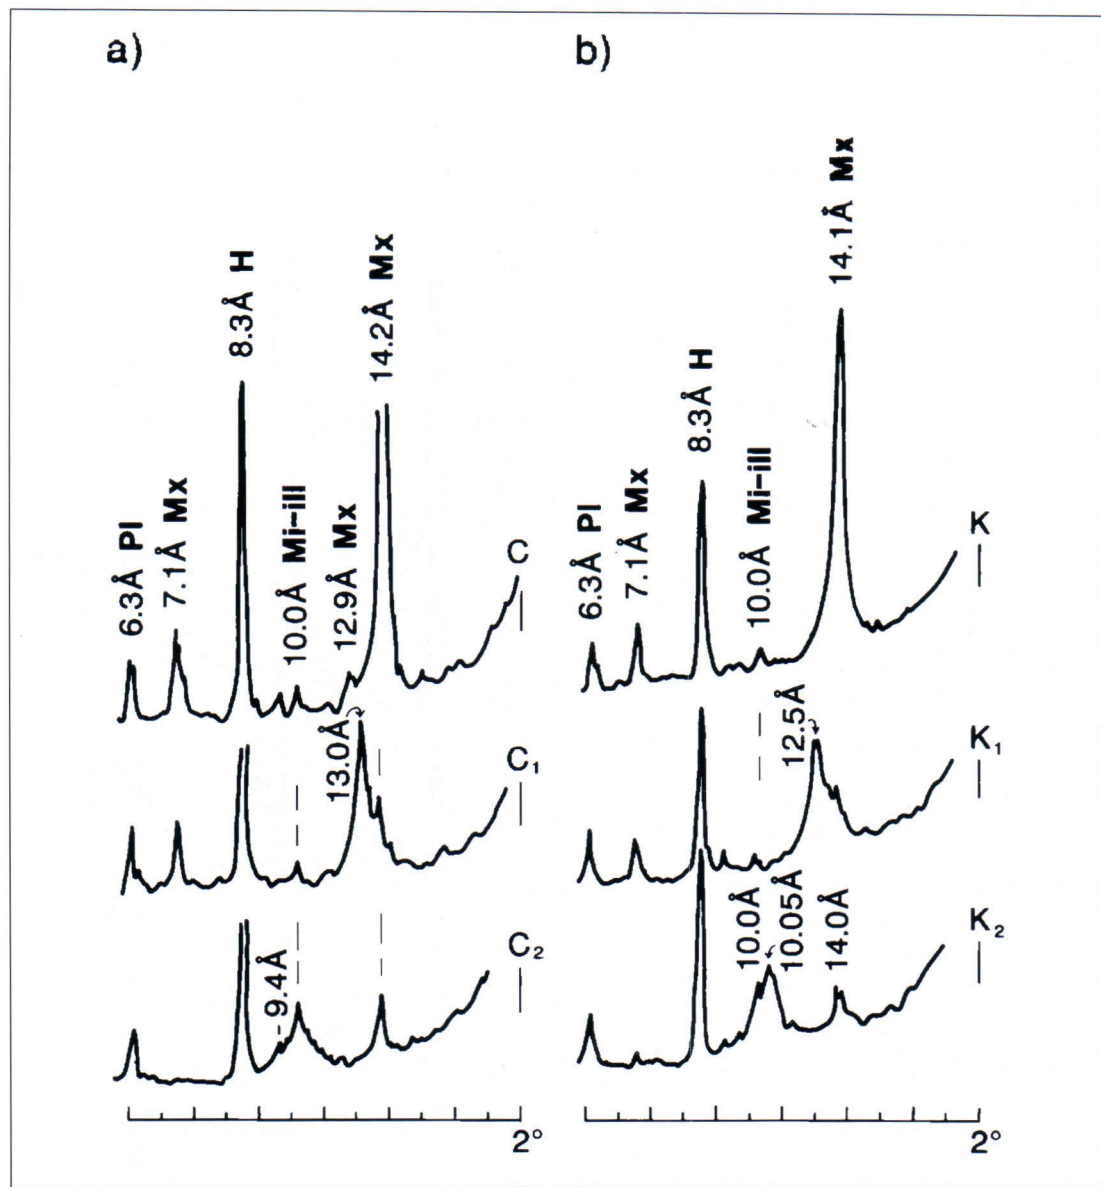 a)
6.3Å Pl
7.1Å Mx
8.3Å H
10.0Å Mi-ill
12.9Å Mx
14.2Å Mx
C
13.0Å
C₁
9.4Å
C₂
2°
b)
6.3Å Pl
7.1Å Mx
8.3Å H
10.0Å Mi-ill
14.1Å Mx
K
12.5Å
K₁
10.0Å
10.05Å
14.0Å
K₂
2°